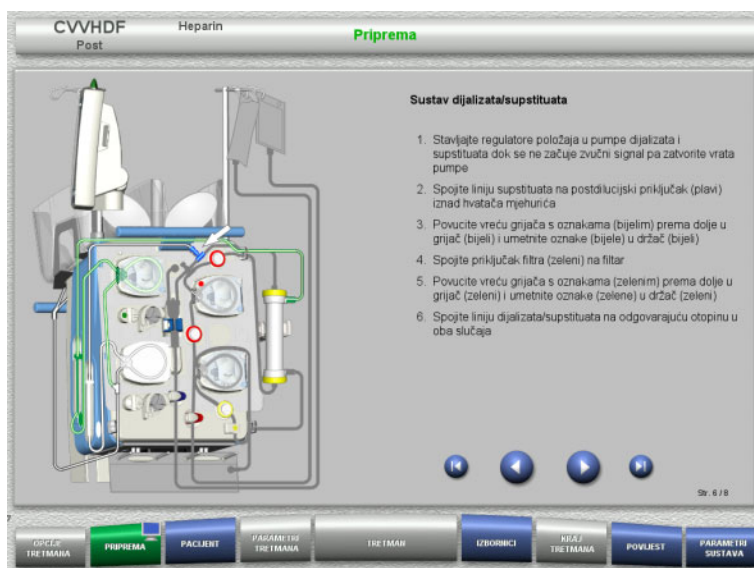 CVVHDF
Heparin
Post
Priprema
Sustav dijalizata/supstituata
1. Stavljajte regulatore položaja u pumpe dijalizata i
supstituata dok se ne začuje zvučni signal pa zatvorite vrata
pumpe
2. Spojite liniju supstituata na postdilucijski priključak (plavi)
iznad hvatača mjehurića
3. Povucite vreću grijača s oznakama (bijelim) prema dolje u
grijač (bijeli) i umetnite oznake (bijele) u držač (bijeli)
4. Spojite priključak filtra (zeleni) na filtar
5. Povucite vreću grijača s oznakama (zelenim) prema dolje u
grijač (zeleni) i umetnite oznake (zelene) u držač (zeleni)
6. Spojite liniju dijalizata/supstituata na odgovarajuću otopinu u
oba slučaja
Str. 6 / 8
7
OPCIJE
TRETMANA
PRIPREMA
PACIJENT
PARAMETRI
TRETMANA
TRETMAN
IZBORNICI
KRAJ
TRETMANA
POVIJEST
PARAMETRI
SUSTAVA